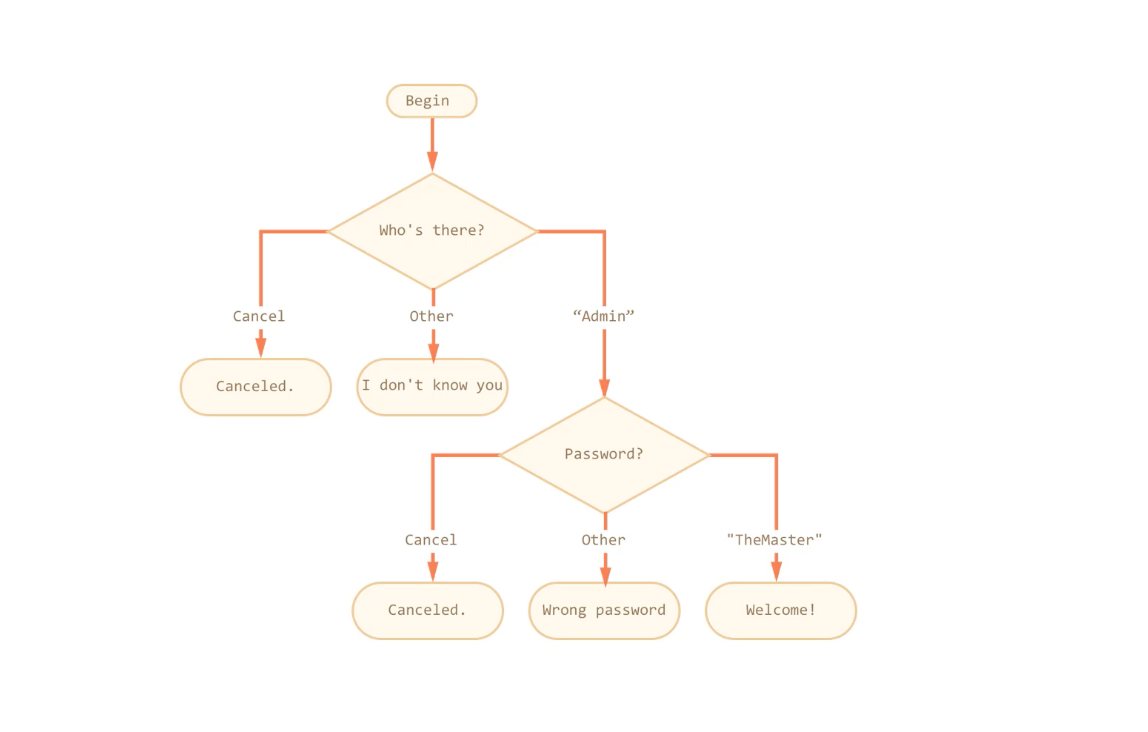 Begin
Who's there?
Cancel
Other
“Admin”
Canceled.
I don't know you
Password?
Cancel
Other
"TheMaster"
Canceled.
Wrong password
Welcome!